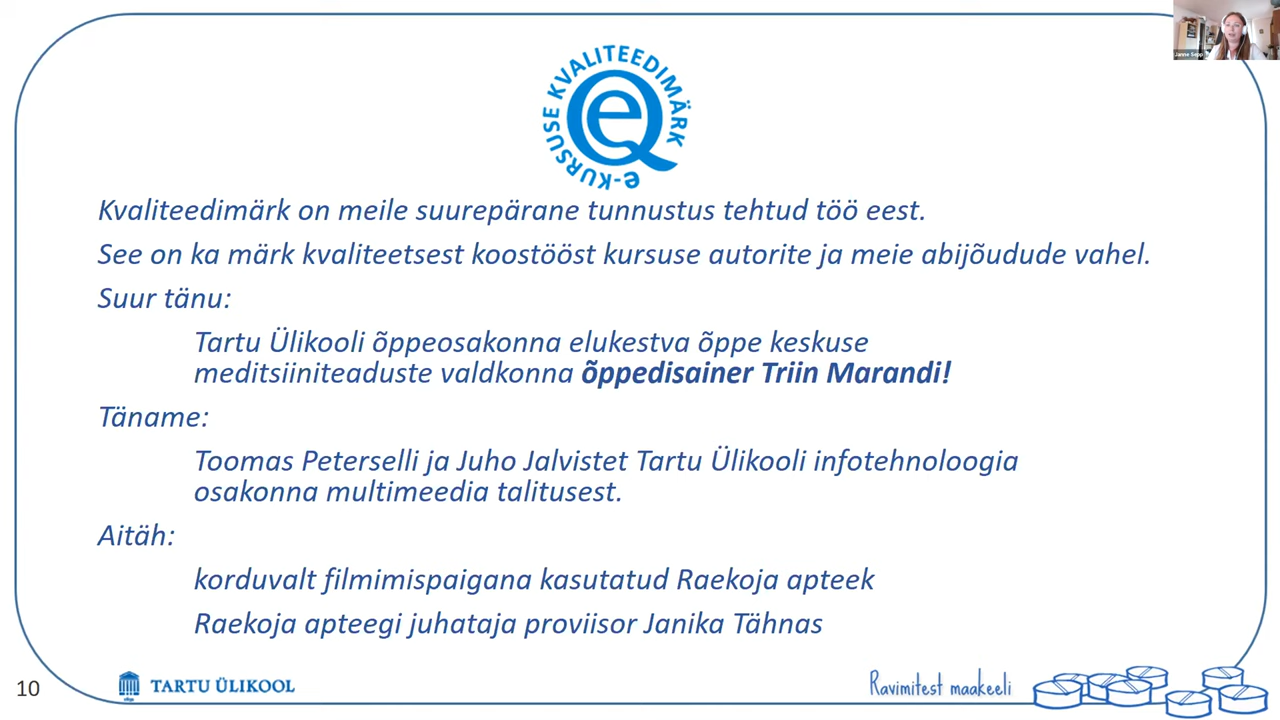 e-KURSUSE KVALITEEDIMÄRK
eQ
Kvaliteedimärk on meile suurepärane tunnustus tehtud töö eest.
See on ka märk kvaliteetsest koostööst kursuse autorite ja meie abijõudude vahel.
Suur tänu:
Tartu Ülikooli õppeosakonna elukestva õppe keskuse
meditsiiniteaduste valdkonna õppedisainer Triin Marandi!
Täname:
Toomas Peterselli ja Juho Jalvistet Tartu Ülikooli infotehnoloogia
osakonna multimeedia talitusest.
Aitäh:
korduvalt filmimispaigana kasutatud Raekoja apteek
Raekoja apteegi juhataja proviisor Janika Tähnas
10
TARTU ÜLIKOOL
Ravimitest maakeeli
Janne Sepp